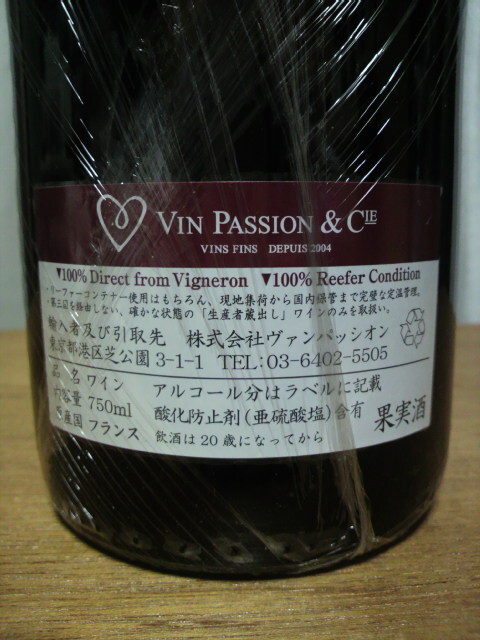 VIN PASSION & CIE
VINS FINS DEPUIS 2004
▼100% Direct from Vigneron ▼100% Reefer Condition
・リーファーコンテナー使用はもちろん、現地集荷から国内保管まで完璧な定温管理。
・第三区を経由しない、確かな状態の「生産者蔵出し」ワインのみを取扱い。
輸入者及び引取先 株式会社ヴァンパッシオン
東京都港区芝公園3-1-1 TEL:03-6402-5505
品 名 ワイン アルコール分はラベルに記載
内容量 750ml 酸化防止剤(亜硫酸塩)含有 果実酒
産国 フランス 飲酒は20歳になってから